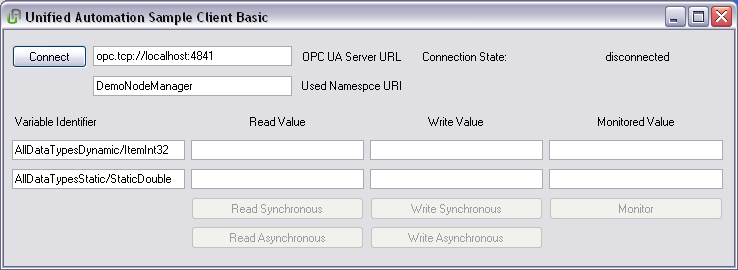 Unified Automation Sample Client Basic
Connect opc.tcp://localhost:4841 OPC UA Server URL Connection State: disconnected
DemoNodeManager Used Namespce URI
Variable Identifier Read Value Write Value Monitored Value
AllDataTypesDynamic/ItemInt32
AllDataTypesStatic/StaticDouble
Read Synchronous Write Synchronous Monitor
Read Asynchronous Write Asynchronous